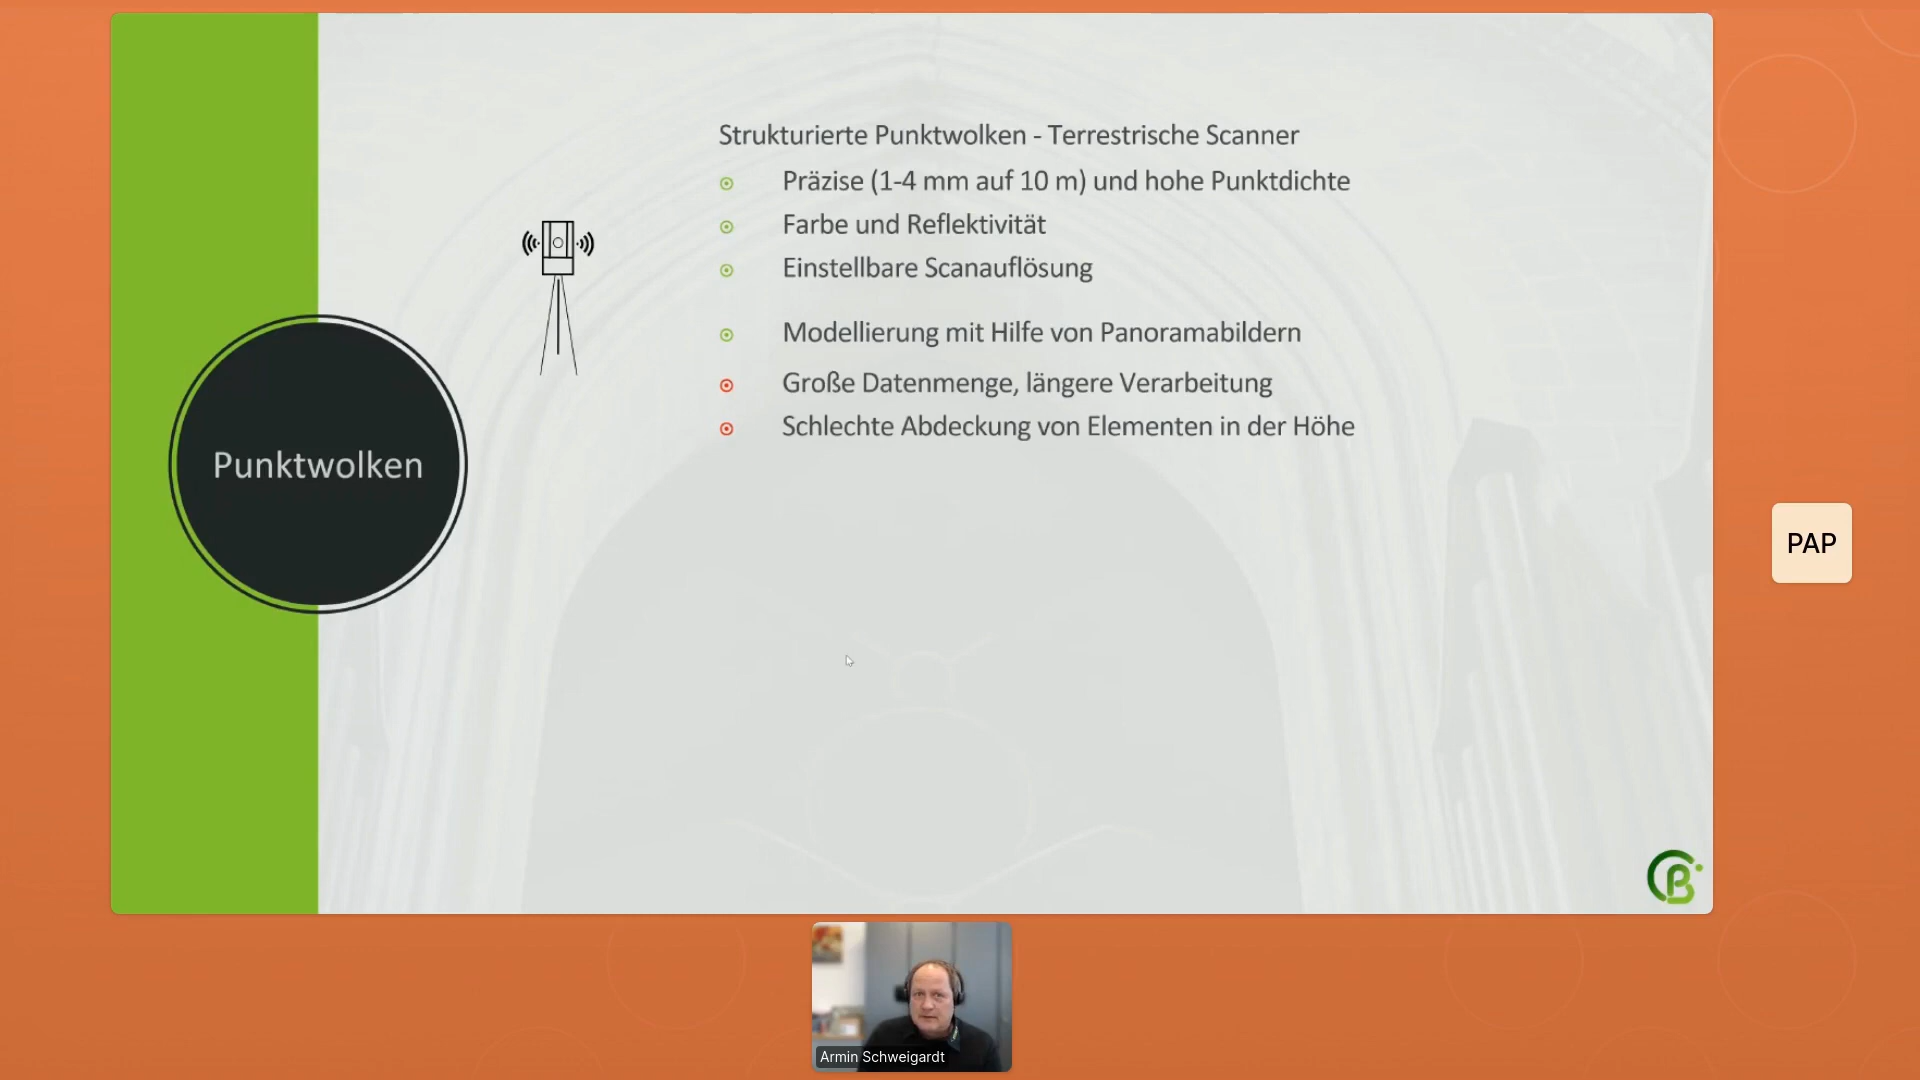 Strukturierte Punktwolken - Terrestrische Scanner
Präzise (1-4 mm auf 10 m) und hohe Punktdichte
Farbe und Reflektivität
Einstellbare Scanauflösung
Modellierung mit Hilfe von Panoramabildern
Große Datenmenge, längere Verarbeitung
Schlechte Abdeckung von Elementen in der Höhe
Punktwolken
PAP
Armin Schweigardt